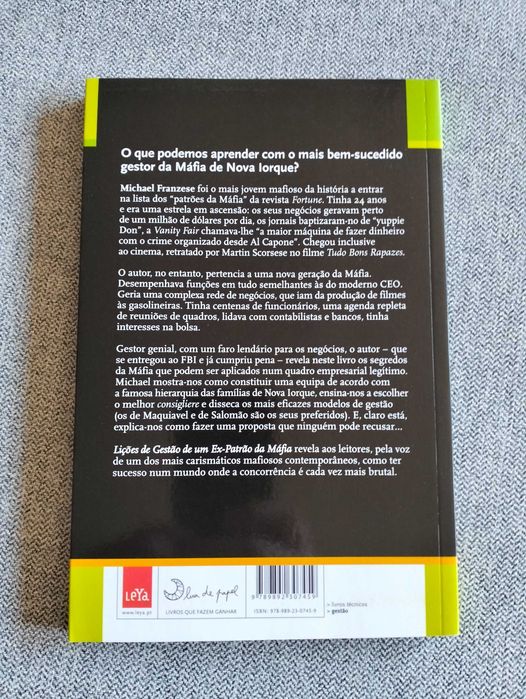 O que podemos aprender com o mais bem-sucedido
gestor da Máfia de Nova Iorque?
Michael Franzese foi o mais jovem mafioso da história a entrar
na lista dos "patrões da Máfia" da revista Fortune. Tinha 24 anos
e era uma estrela em ascensão: os seus negócios geravam perto
de um milhão de dólares por dia, os jornais baptizaram-no de "yuppie
Don", a Vanity Fair chamava-lhe "a maior máquina de fazer dinheiro
com o crime organizado desde Al Capone". Chegou inclusive
ao cinema, retratado por Martin Scorsese no filme Tudo Bons Rapazes.
O autor, no entanto, pertencia a uma nova geração da Máfia.
Desempenhava funções em tudo semelhantes às do moderno CEO.
Geria uma complexa rede de negócios, que iam da produção de filmes
às gasolineiras. Tinha centenas de funcionários, uma agenda repleta
de reuniões de quadros, lidava com contabilistas e bancos, tinha
interesses na bolsa.
Gestor genial, com um faro lendário para os negócios, o autor – que
se entregou ao FBI e já cumpriu pena – revela neste livro os segredos
da Máfia que podem ser aplicados num quadro empresarial legítimo.
Michael mostra-nos como constituir uma equipa de acordo com
a famosa hierarquia das famílias de Nova Iorque, ensina-nos a escolher
o melhor consigliere e disseca os mais eficazes modelos de gestão
(os de Maquiavel e de Salomão são os seus preferidos). E, claro está,
explica-nos como fazer uma proposta que ninguém pode recusar...
Lições de Gestão de um Ex-Patrão da Máfia revela aos leitores, pela voz
de um dos mais carismáticos mafiosos contemporâneos, como ter
sucesso num mundo onde a concorrência é cada vez mais brutal.
LEYA
www.leya.pt
lua de papel
LIVROS QUE FAZEM GANHAR
9 789892 307459
ISBN: 978-989-23-0745-9
> livros técnicos
> gestão